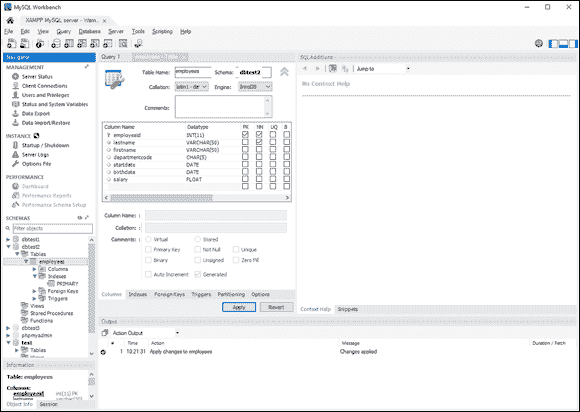 MySQL Workbench
XAMPP MySQL server - Warn...
File Edit View Query Database Server Tools Scripting Help
Navigator
MANAGEMENT
Server Status
Client Connections
Users and Privileges
Status and System Variables
Data Export
Data Import/Restore
INSTANCE
Startup / Shutdown
Server Logs
Options File
PERFORMANCE
Dashboard
Performance Reports
Performance Schema Setup
SCHEMAS
Filter objects
dbtest1
dbtest2
Tables
employees
Columns
Indexes
PRIMARY
Foreign Keys
Triggers
Views
Stored Procedures
Functions
dbtest3
phpmyadmin
test
Tables
Views
Information
Table: employees
Columns:
employeeid int(11) PK
Object Info Session
Query 1
Table Name: employees Schema: dbtest2
Collation: latin1 - def Engine: InnoDB
Comments:
Column Name Datatype PK NN UQ B
employeeid INT(11)
lastname VARCHAR(50)
firstname VARCHAR(50)
departmentcode CHAR(5)
startdate DATE
birthdate DATE
salary FLOAT
Column Name:
Collation:
Comments: Virtual Stored
Primary Key Not Null Unique
Binary Unsigned Zero Fill
Auto Increment Generated
Columns Indexes Foreign Keys Triggers Partitioning Options
Apply Revert
SQLAdditions
Jump to
No Context Help
Context Help Snippets
Output
Action Output
# Time Action Message Duration / Fetch
1 10:21:31 Apply changes to employees Changes applied